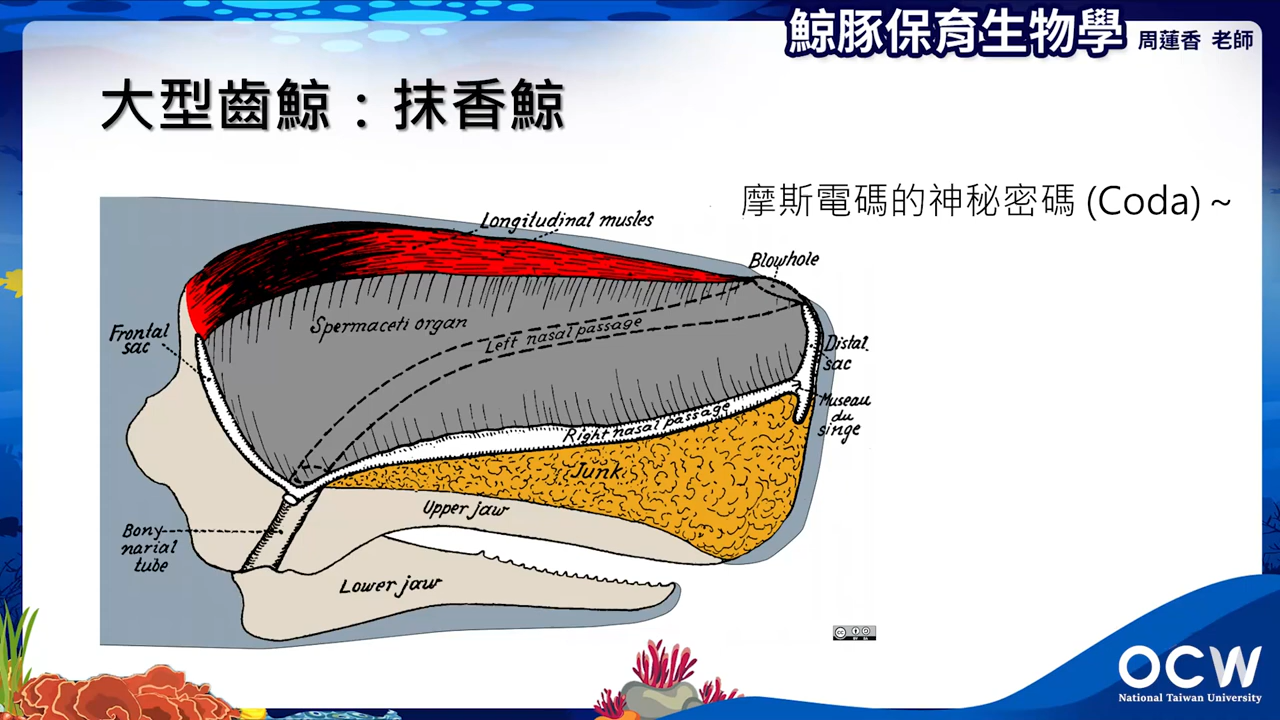 鯨豚保育生物學 周蓮香 老師
大型齒鯨：抹香鯨
摩斯電碼的神秘密碼 (Coda) ~
Longitudinal musles
Blowhole
Frontal
sac
Spermaceti organ
Left nasal passage
Distal
sac
Museau
du
singe
Right nasal passage
Junk
Upper jaw
Bony
narial
tube
Lower jaw
cc
BY SA
OCW
National Taiwan University